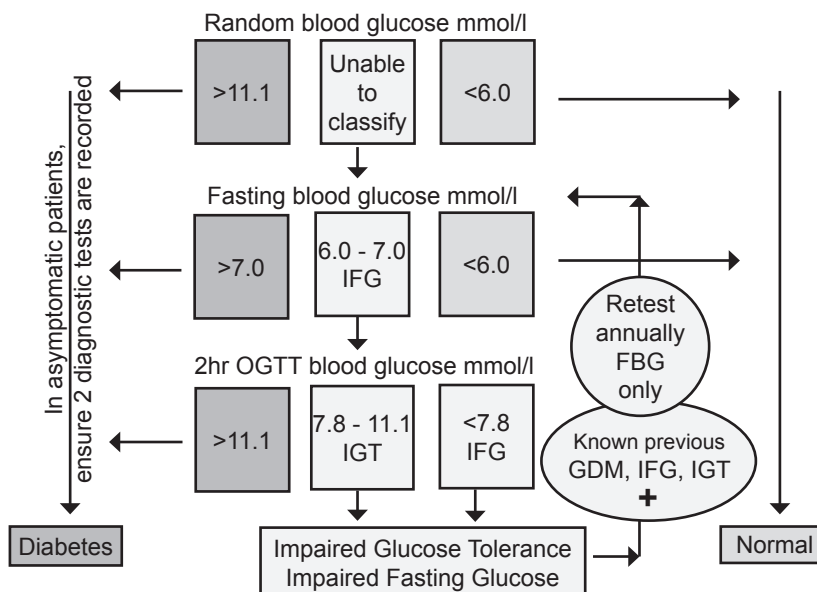 Random blood glucose mmol/l
>11.1
Unable
to
classify
<6.0
In asymptomatic patients,
ensure 2 diagnostic tests are recorded
Fasting blood glucose mmol/l
>7.0
6.0 - 7.0
IFG
<6.0
Retest
annually
FBG
only
2hr OGTT blood glucose mmol/l
>11.1
7.8 - 11.1
IGT
<7.8
IFG
Known previous
GDM, IFG, IGT
+
Diabetes
Impaired Glucose Tolerance
Impaired Fasting Glucose
Normal